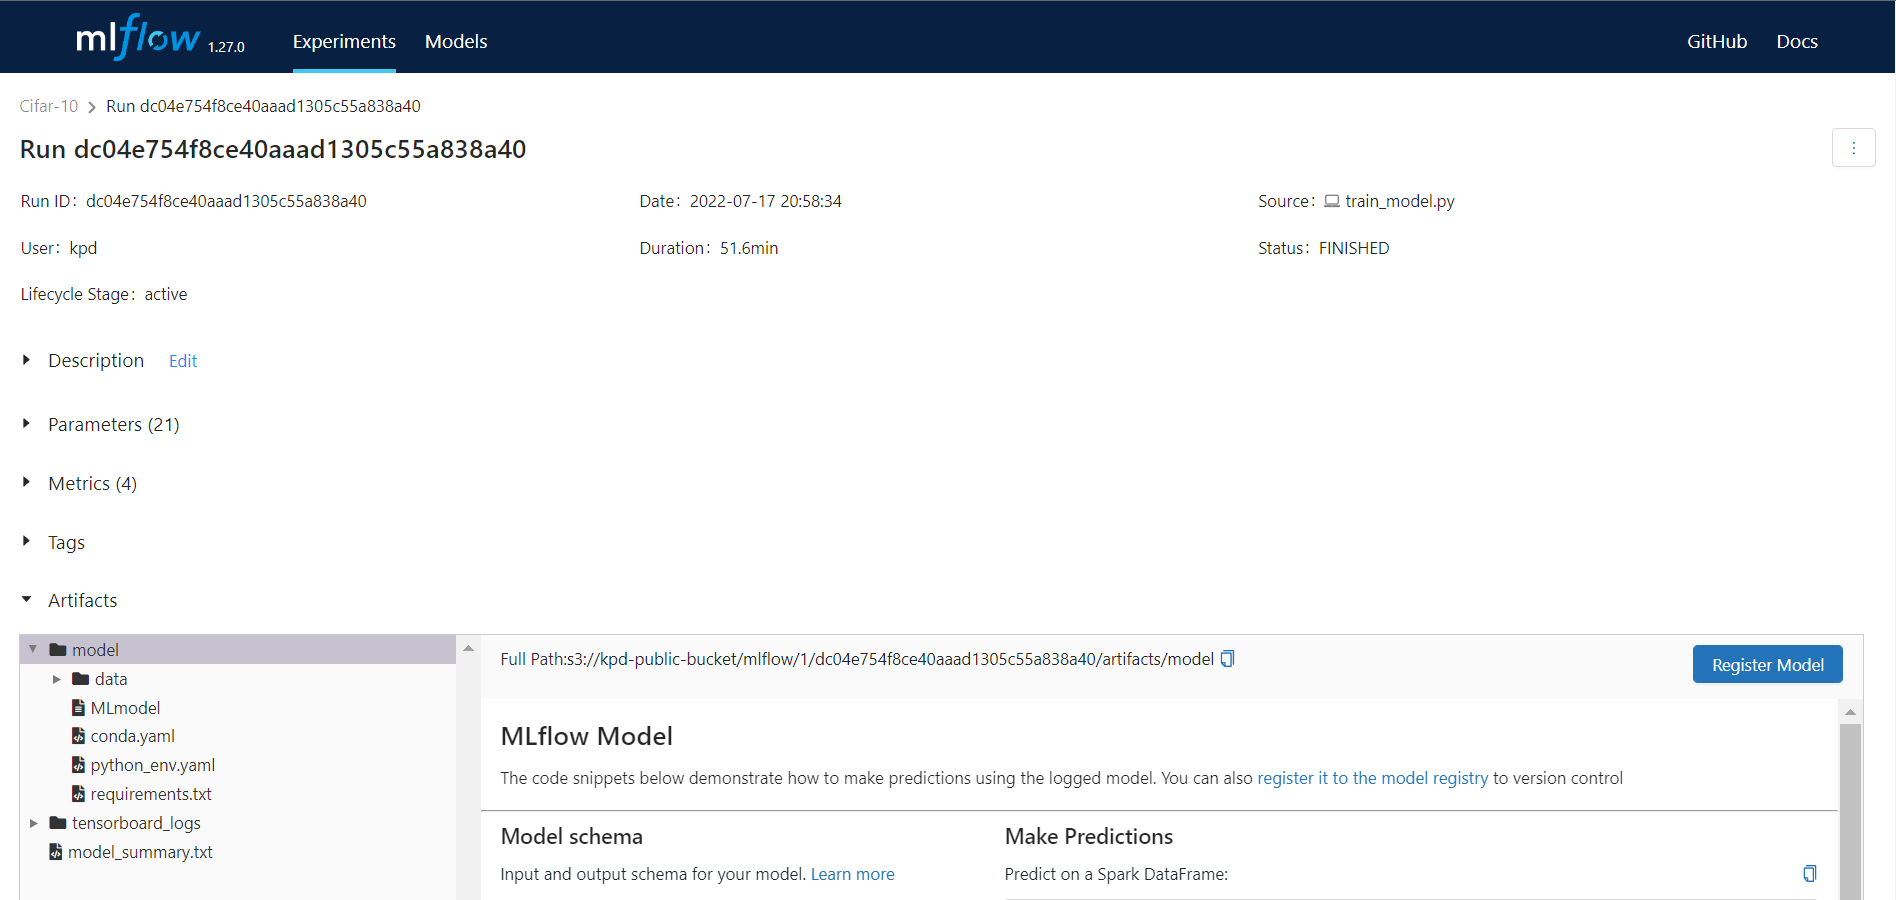 mlflow 1.27.0 Experiments Models GitHub Docs
Cifar-10 > Run dc04e754f8ce40aaad1305c55a838a40
Run dc04e754f8ce40aaad1305c55a838a40
Run ID: dc04e754f8ce40aaad1305c55a838a40 Date: 2022-07-17 20:58:34 Source: train_model.py
User: kpd Duration: 51.6min Status: FINISHED
Lifecycle Stage: active
Description Edit
Parameters (21)
Metrics (4)
Tags
Artifacts
model
data
MLmodel
conda.yaml
python_env.yaml
requirements.txt
tensorboard_logs
model_summary.txt
Full Path:s3://kpd-public-bucket/mlflow/1/dc04e754f8ce40aaad1305c55a838a40/artifacts/model
Register Model
MLflow Model
The code snippets below demonstrate how to make predictions using the logged model. You can also register it to the model registry to version control
Model schema
Input and output schema for your model. Learn more
Make Predictions
Predict on a Spark DataFrame: